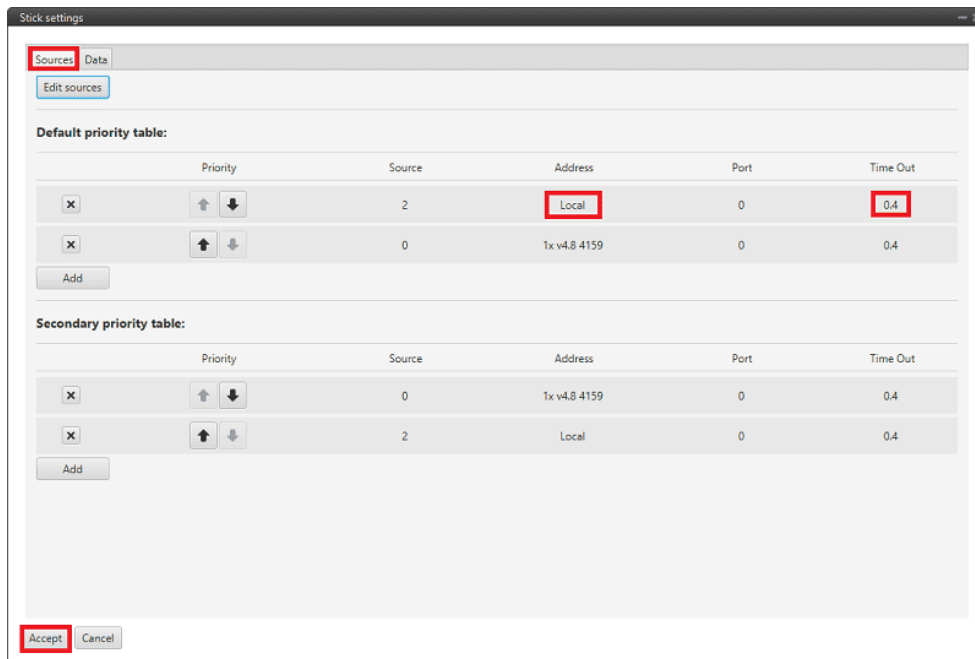 Stick settings
Sources Data
Edit sources
Default priority table:
Priority Source Address Port Time Out
2 Local 0 0.4
0 1x v4.8 4159 0 0.4
Add
Secondary priority table:
Priority Source Address Port Time Out
0 1x v4.8 4159 0 0.4
2 Local 0 0.4
Add
Accept Cancel